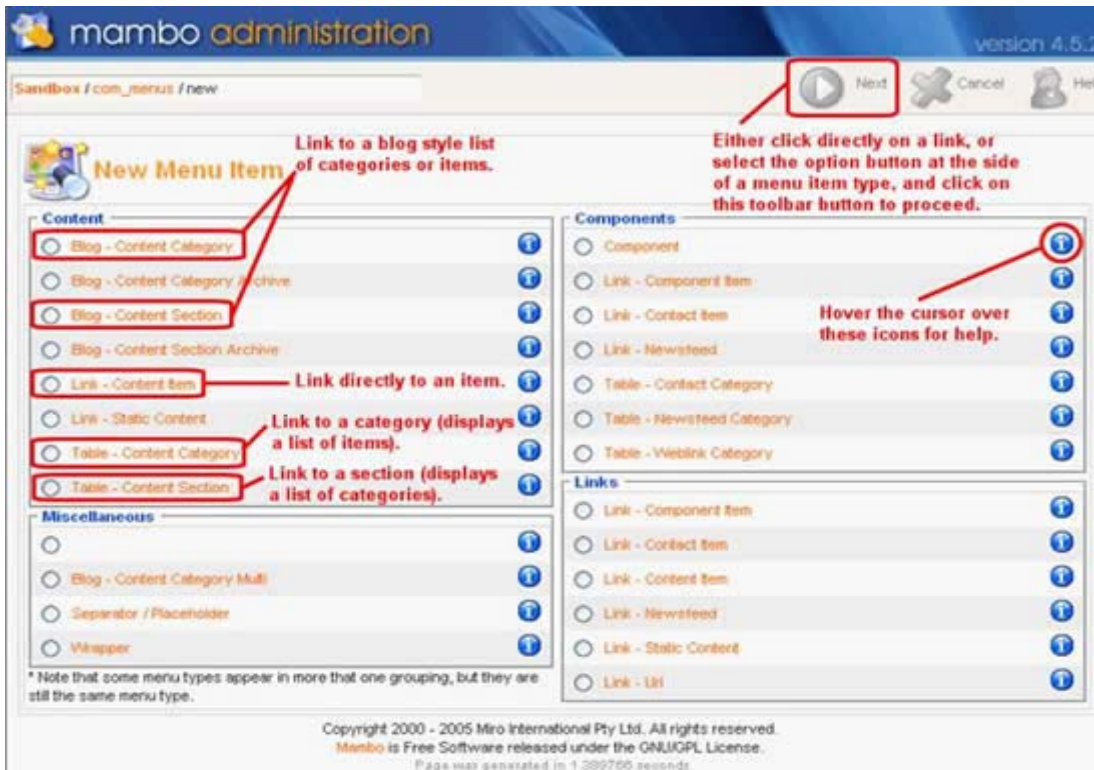 mambo administration
version 4.5.2
Sandbox / com_menus / new
Next
Cancel
Hel
New Menu Item
Link to a blog style list
of categories or items.
Either click directly on a link, or
select the option button at the side
of a menu item type, and click on
this toolbar button to proceed.
Content
Blog - Content Category
Blog - Content Category Archive
Blog - Content Section
Blog - Content Section Archive
Link - Content Item
Link directly to an item.
Link - Static Content
Link to a category (displays
a list of items).
Table - Content Category
Link to a section (displays
a list of categories).
Table - Content Section
Miscellaneous
Blog - Content Category Multi
Separator / Placeholder
Wrapper
* Note that some menu types appear in more that one grouping, but they are
still the same menu type.
Components
Component
Link - Component Item
Hover the cursor over
these icons for help.
Link - Contact Item
Link - Newsfeed
Table - Contact Category
Table - Newsfeed Category
Table - Weblink Category
Links
Link - Component Item
Link - Contact Item
Link - Content Item
Link - Newsfeed
Link - Static Content
Link - Url
Copyright 2000 - 2005 Miro International Pty Ltd. All rights reserved.
Mambo is Free Software released under the GNU/GPL License.
Page was generated in 1.389766 seconds